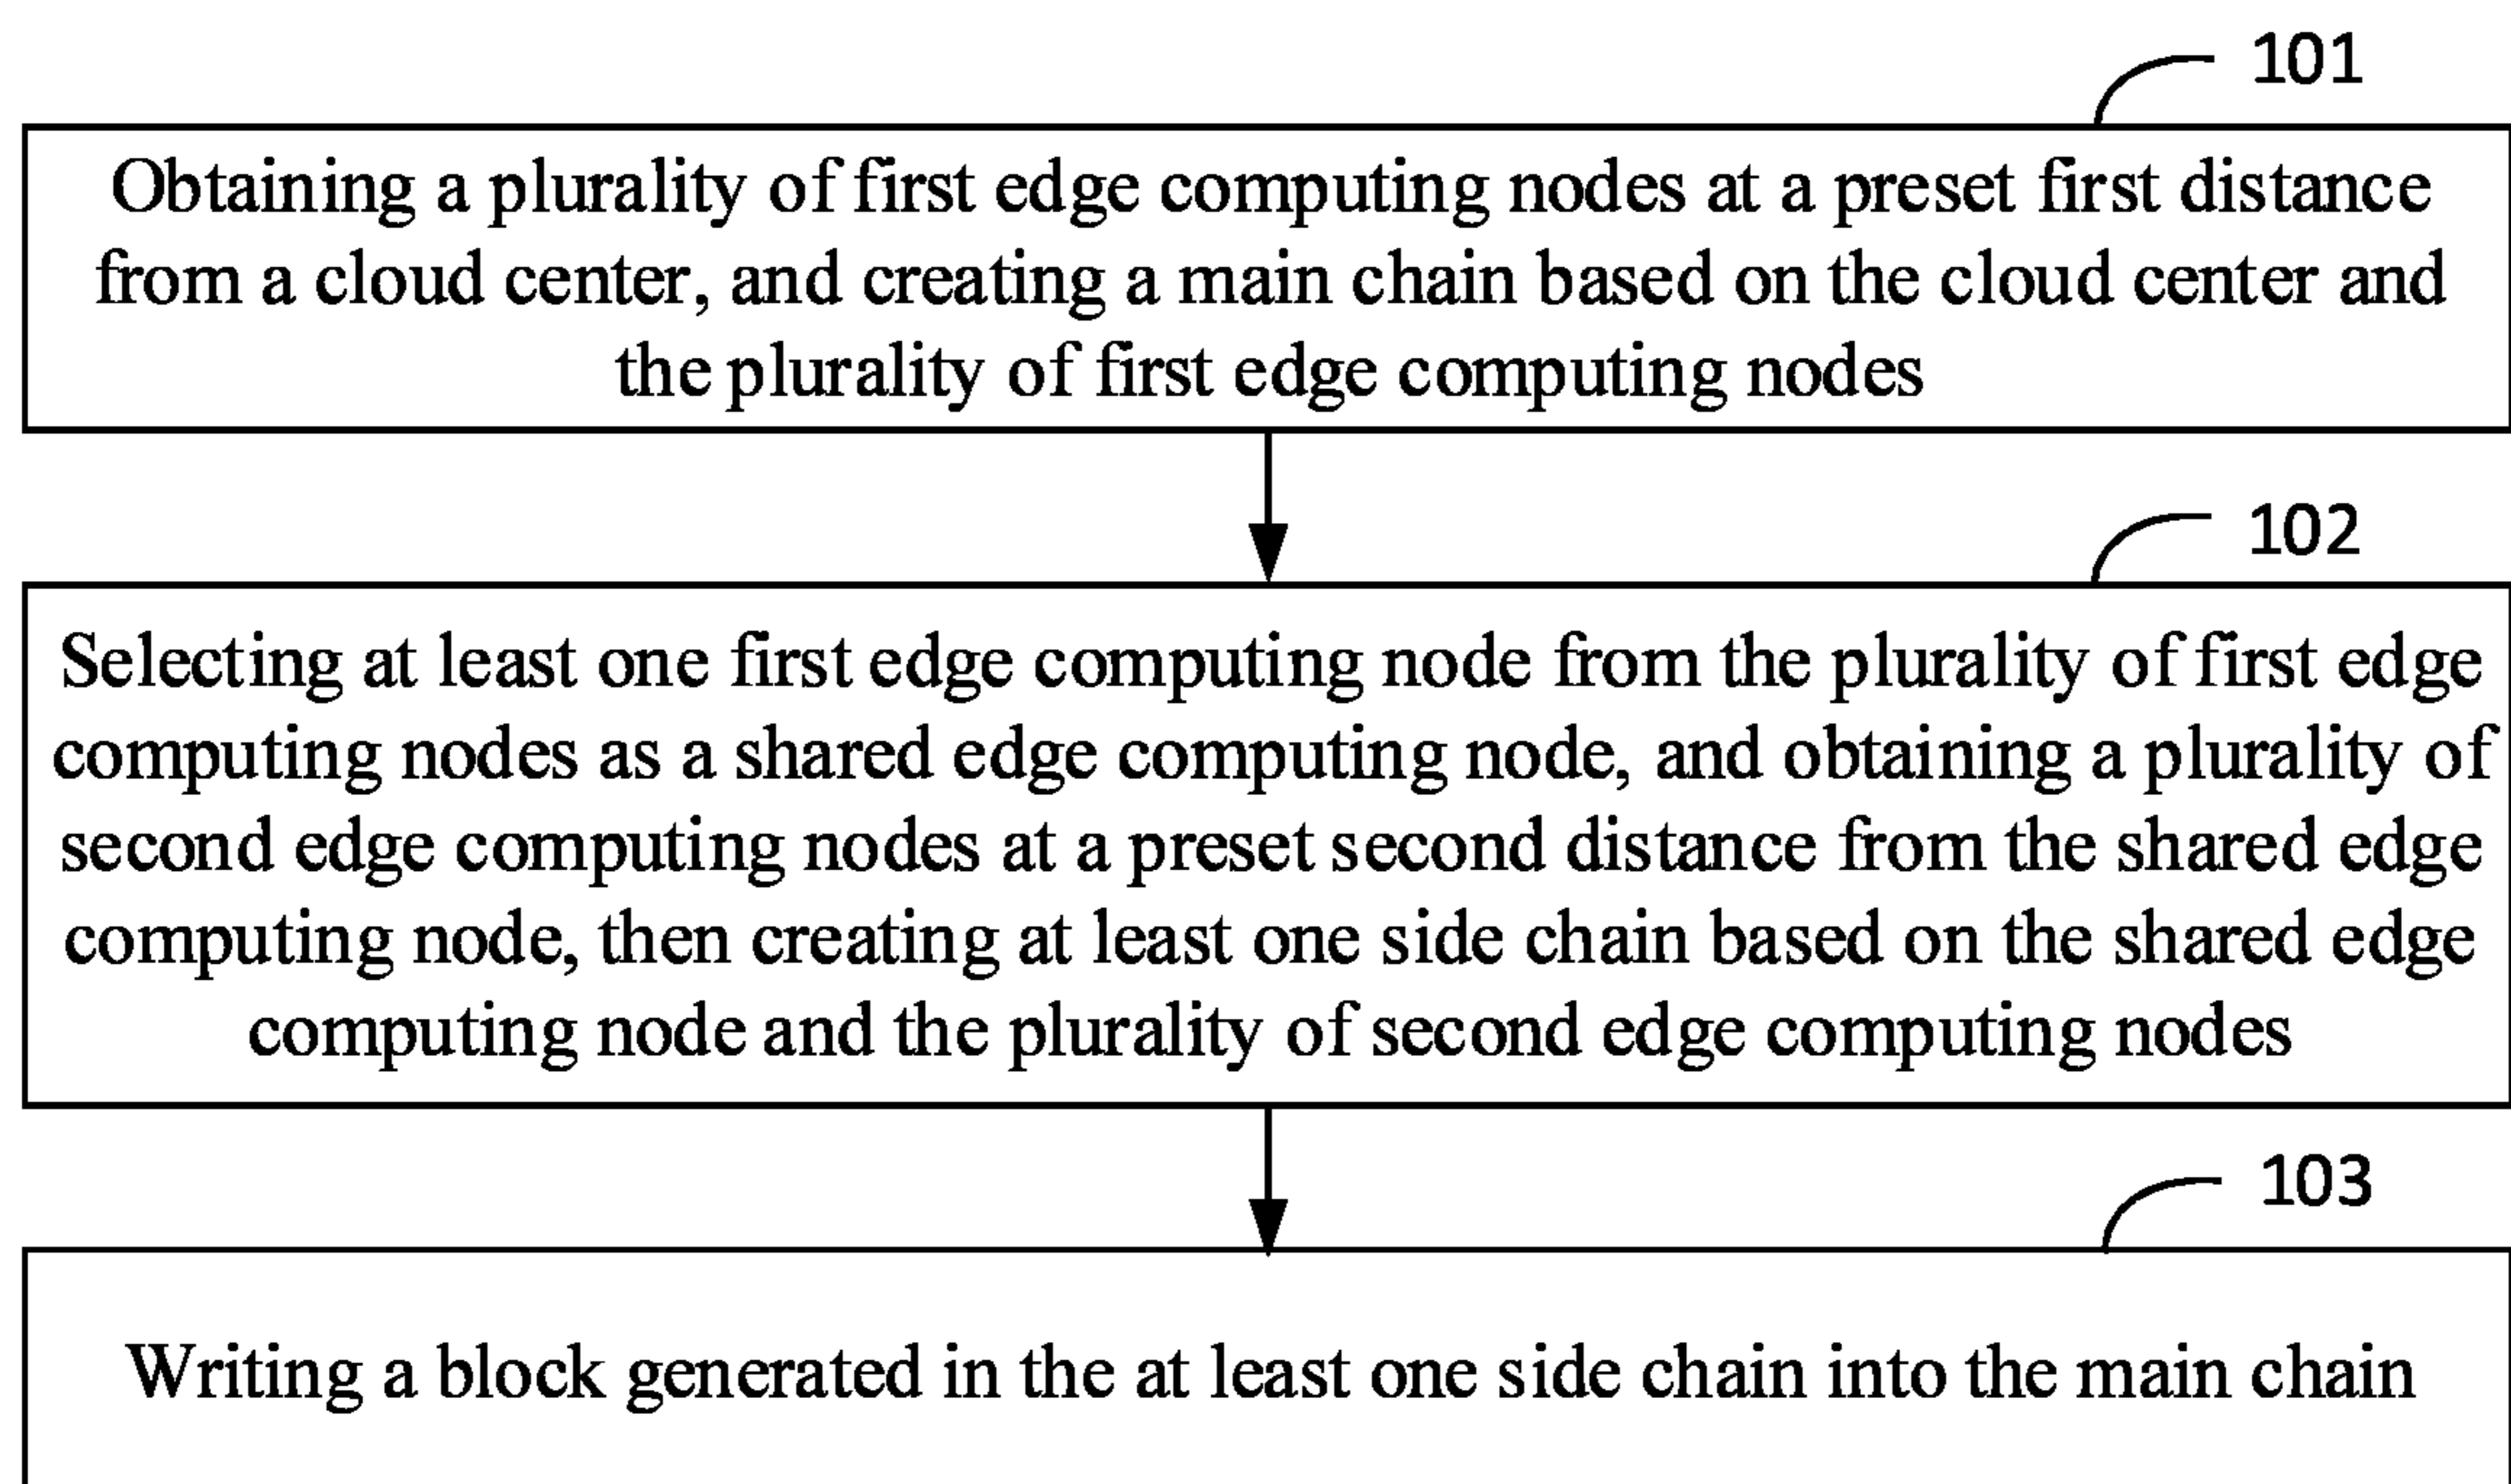 101
Obtaining a plurality of first edge computing nodes at a preset first distance
from a cloud center, and creating a main chain based on the cloud center and
the plurality of first edge computing nodes
102
Selecting at least one first edge computing node from the plurality of first edge
computing nodes as a shared edge computing node, and obtaining a plurality of
second edge computing nodes at a preset second distance from the shared edge
computing node, then creating at least one side chain based on the shared edge
computing node and the plurality of second edge computing nodes
103
Writing a block generated in the at least one side chain into the main chain